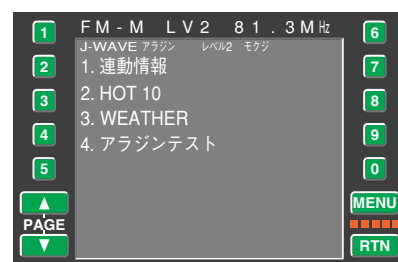 FM-M LV2 81.3MHz
J-WAVE アラジン レベル2 モクジ
1. 連動情報
2. HOT 10
3. WEATHER
4. アラジンテスト
1
2
3
4
5
PAGE
6
7
8
9
0
MENU
RTN